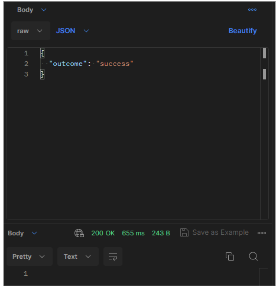 Body
raw JSON Beautify
1 {
2 "outcome": "success"
3 }
Body 200 OK 655 ms 243 B Save as Example
Pretty Text
1